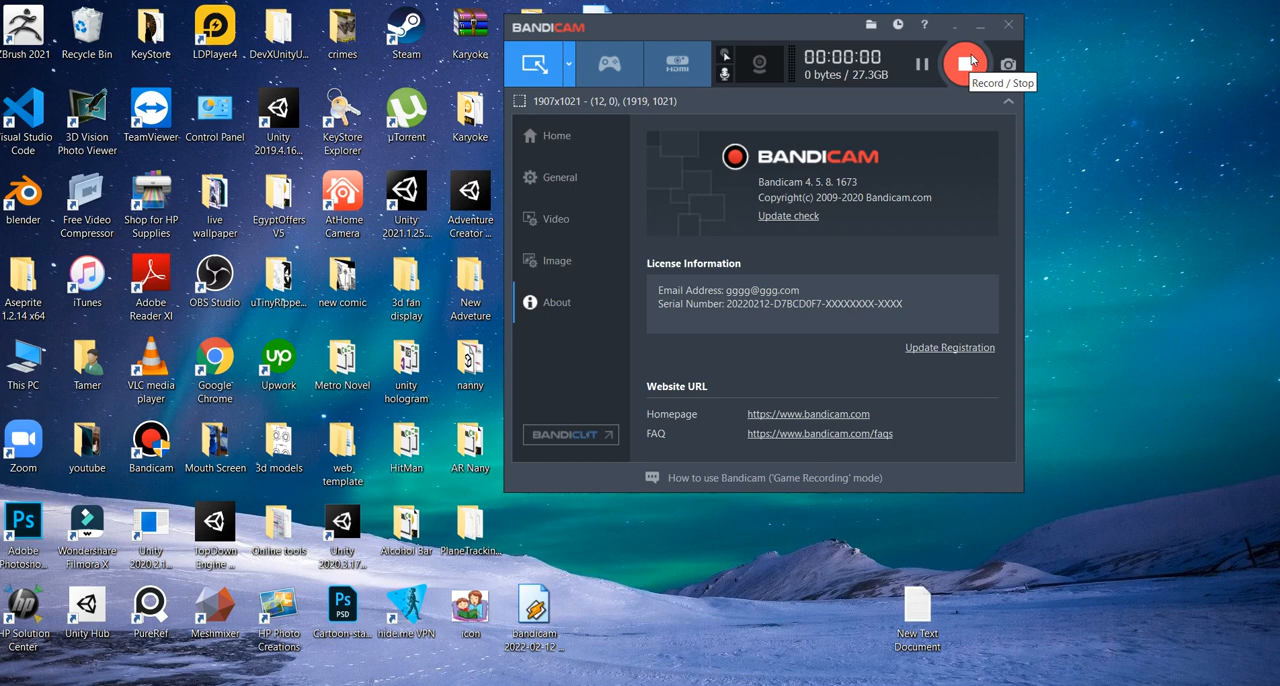 ZBrush 2021
Recycle Bin
KeyStore
LDPlayer4
DevXUnityU...
crimes
Steam
Karyoke
Visual Studio
Code
3D Vision
Photo Viewer
TeamViewer
Control Panel
Unity
2019.4.16...
KeyStore
Explorer
µTorrent
Karyoke
blender
Free Video
Compressor
Shop for HP
Supplies
live
wallpaper
EgyptOffers
V5
AtHome
Camera
Unity
2021.1.25...
Adventure
Creator ...
Aseprite
1.2.14 x64
iTunes
Adobe
Reader XI
OBS Studio
uTinyRippe...
new comic
3d fan
display
New
Adveture
This PC
Tamer
VLC media
player
Google
Chrome
up
Upwork
Metro Novel
unity
hologram
nanny
Zoom
youtube
Bandicam
Mouth Screen
3d models
web
template
HitMan
AR Nany
Ps
Adobe
Photosho...
Wondershare
Filmora X
Unity
2020.2.1...
TopDown
Engine ...
Online tools
Unity
2020.3.17...
Alcohol Bar
PlaneTrackin...
HP Solution
Center
Unity Hub
PureRef
Meshmixer
HP Photo
Creations
Ps
PSD
Cartoon-sta...
hide.me VPN
icon
bandicam
2022-02-12 ...
New Text
Document
BANDICAM
?
HDMI
00:00:00
0 bytes / 27.3GB
Record / Stop
1907x1021 - (12, 0), (1919, 1021)
Home
General
Video
Image
About
BANDICUT
BANDICAM
Bandicam 4. 5. 8. 1673
Copyright(c) 2009-2020 Bandicam.com
Update check
License Information
Email Address: gggg@ggg.com
Serial Number: 20220212-D7BCD0F7-XXXXXXXX-XXXX
Update Registration
Website URL
Homepage https://www.bandicam.com
FAQ https://www.bandicam.com/faqs
How to use Bandicam ('Game Recording' mode)